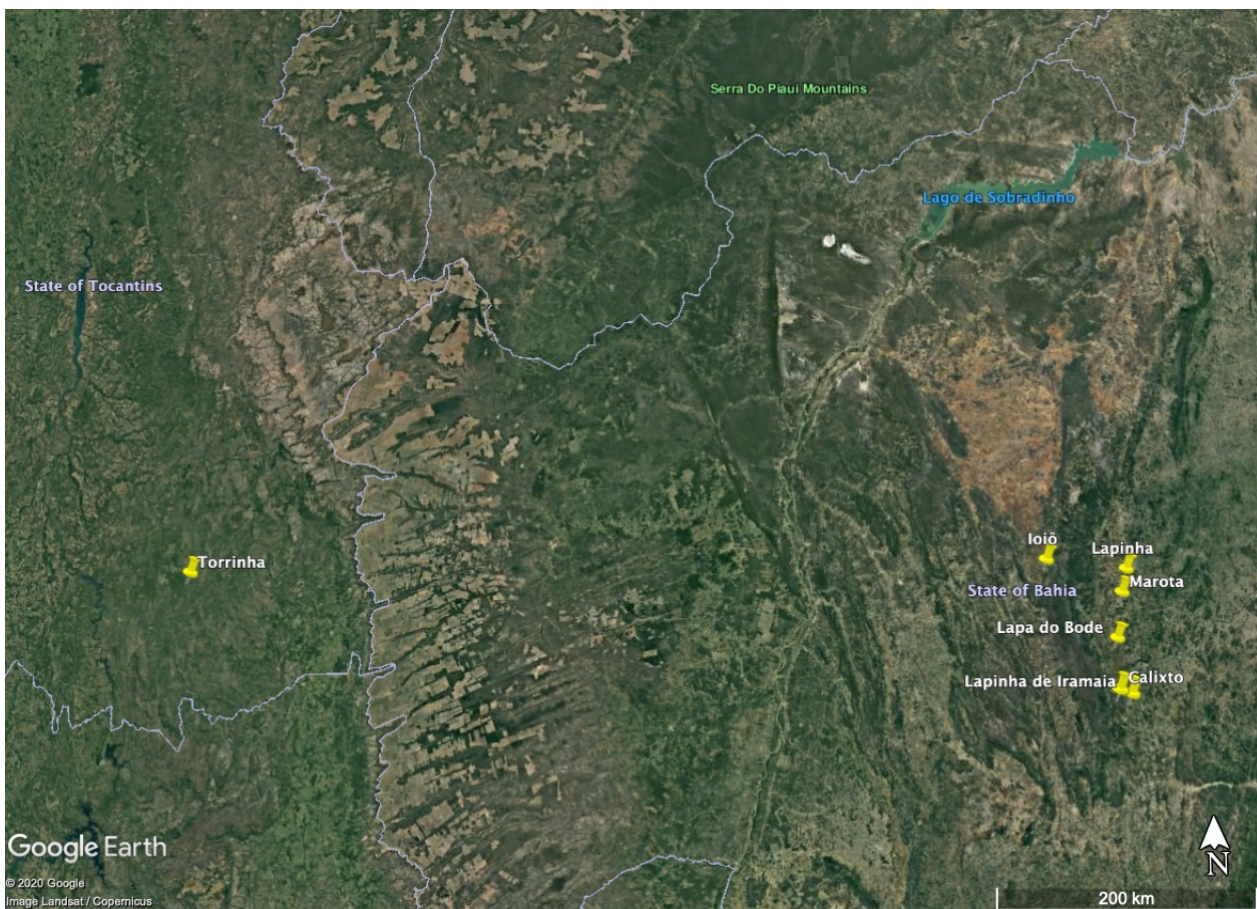 Serra Do Piaui Mountains
Lago de Sobradinho
State of Tocantins
Torrinha
Ioiô
Lapinha
State of Bahia
Marota
Lapa do Bode
Lapinha de Iramaia
Calixto
Google Earth
N
© 2020 Google
Image Landsat / Copernicus
200 km